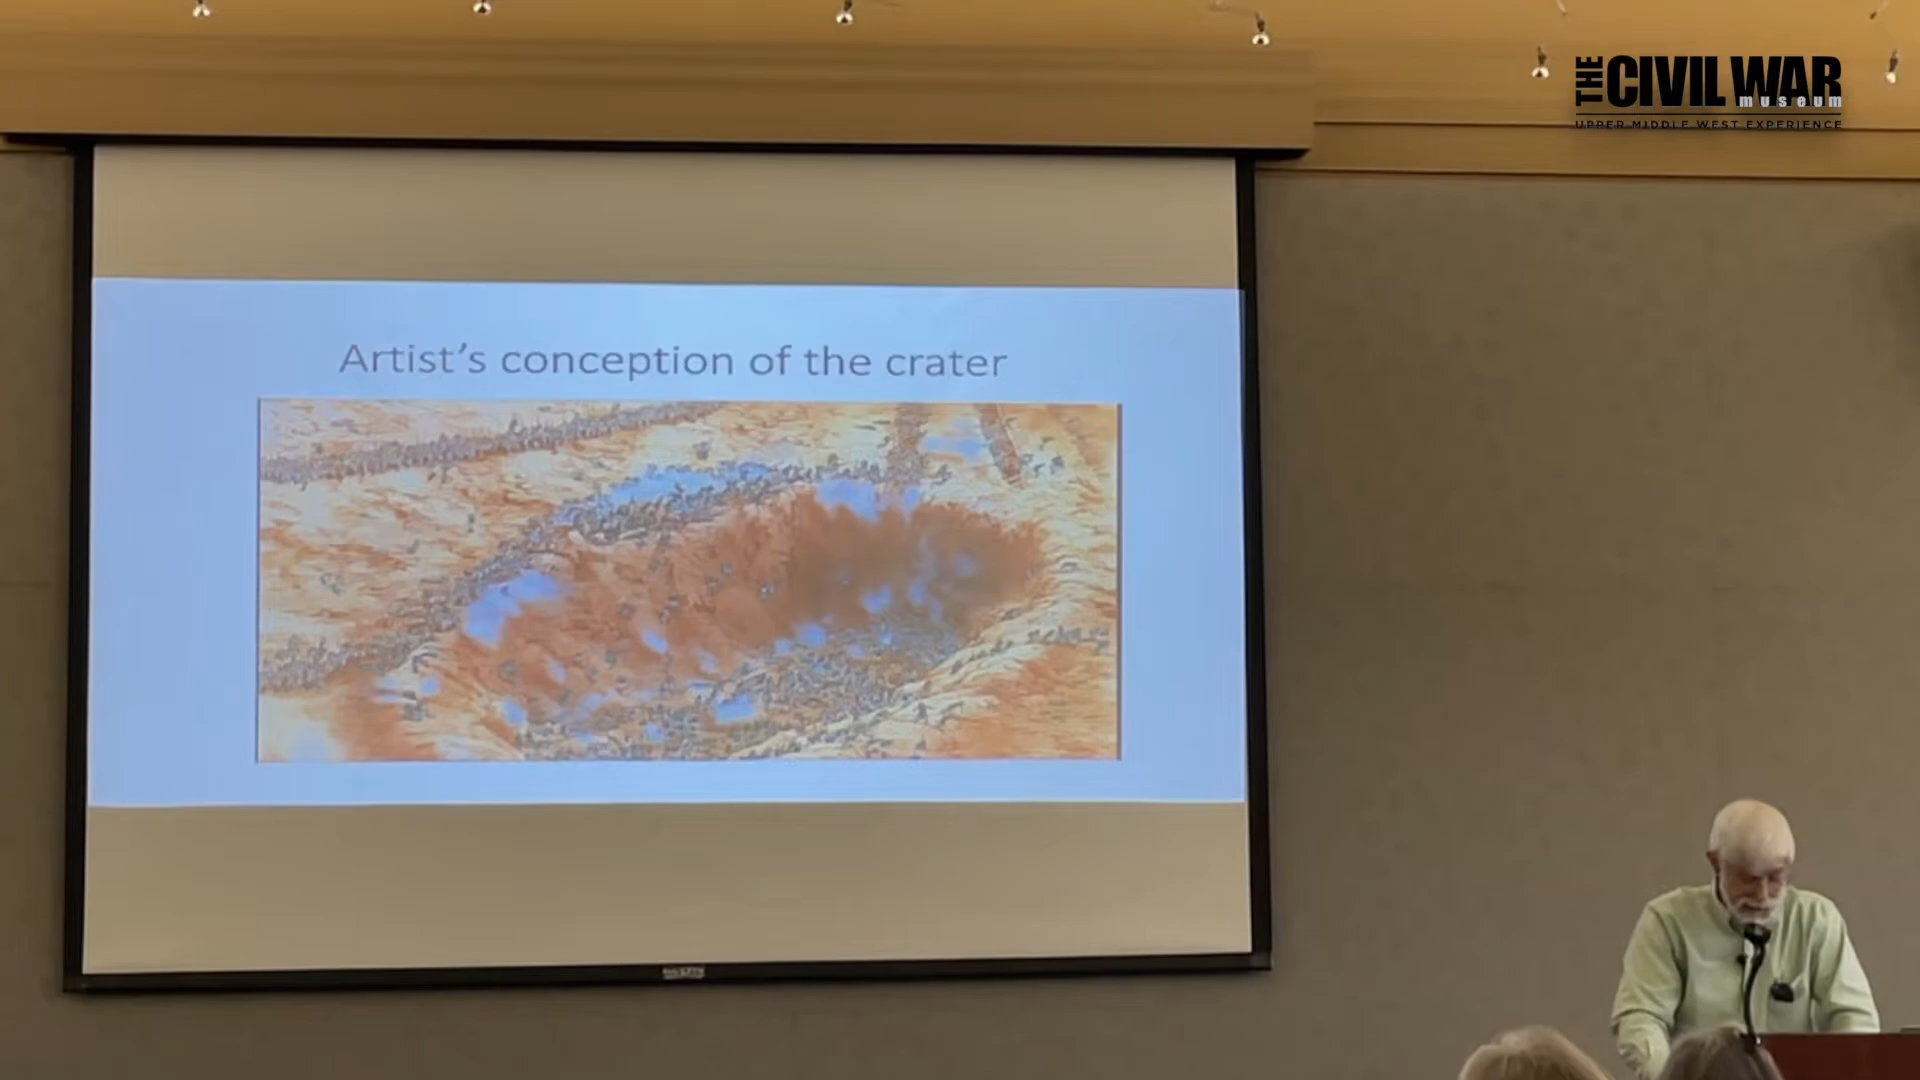 THE CIVIL WAR
museum
UPPER MIDDLE WEST EXPERIENCE
Artist's conception of the crater